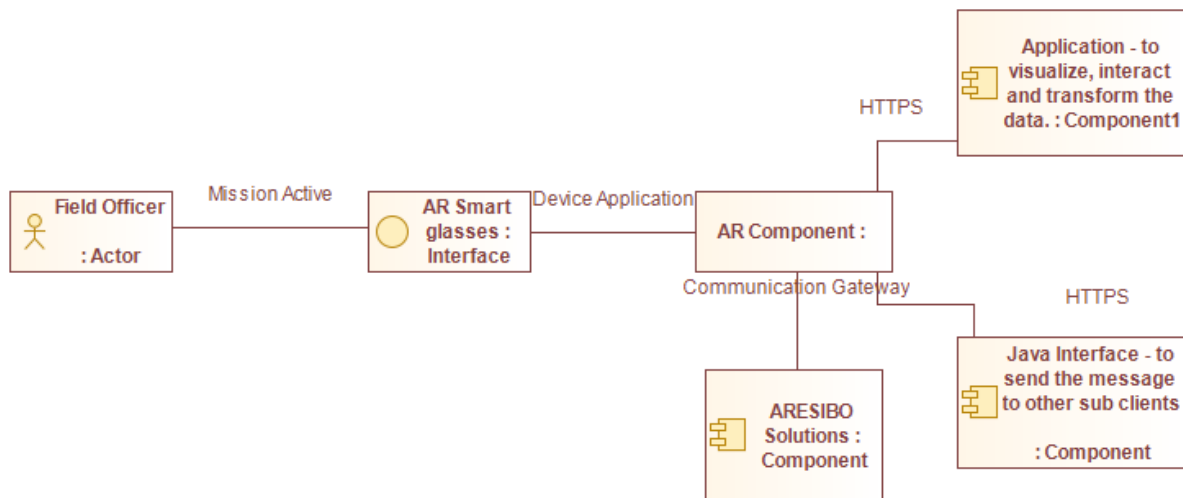 Application - to
visualize, interact
and transform the
data. : Component1
HTTPS
Mission Active
Field Officer
: Actor
AR Smart
glasses :
Interface
Device Application
AR Component :
Communication Gateway
HTTPS
Java Interface - to
send the message
to other sub clients
: Component
ARESIBO
Solutions :
Component